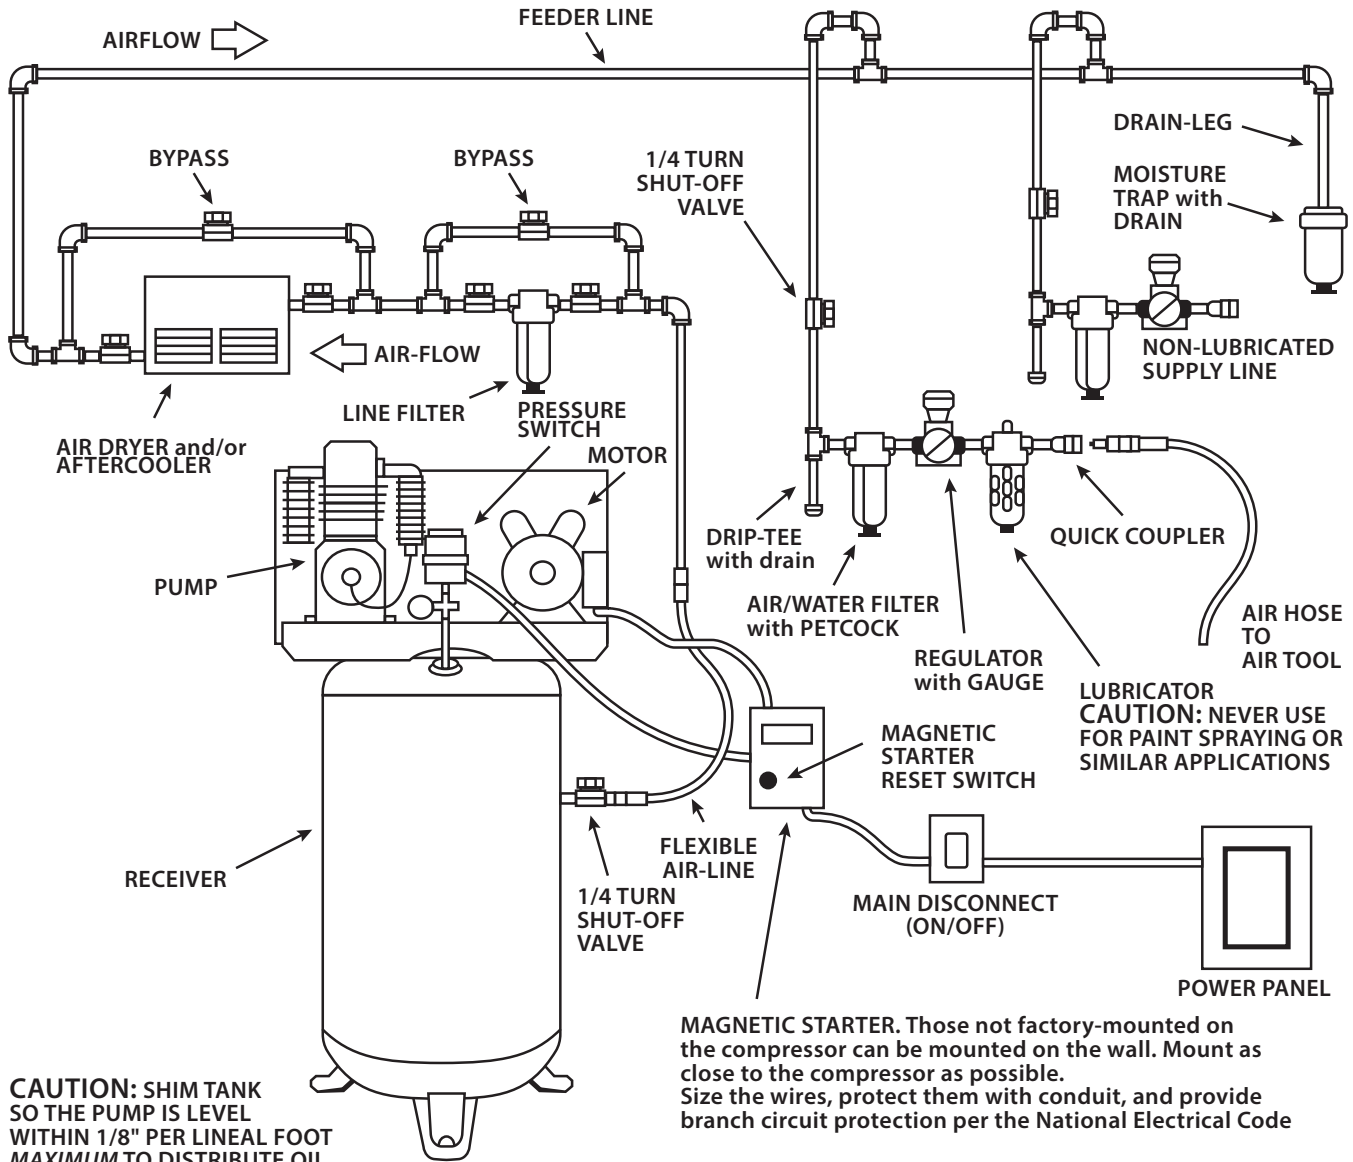 FEEDER LINE
AIRFLOW
DRAIN-LEG
BYPASS
BYPASS
1/4 TURN
SHUT-OFF
VALVE
MOISTURE
TRAP with
DRAIN
AIR-FLOW
NON-LUBRICATED
SUPPLY LINE
LINE FILTER
PRESSURE
SWITCH
AIR DRYER and/or
AFTERCOOLER
MOTOR
DRIP-TEE
with drain
QUICK COUPLER
PUMP
AIR/WATER FILTER
with PETCOCK
AIR HOSE
TO
AIR TOOL
REGULATOR
with GAUGE
LUBRICATOR
CAUTION: NEVER USE
FOR PAINT SPRAYING OR
SIMILAR APPLICATIONS
MAGNETIC
STARTER
RESET SWITCH
RECEIVER
FLEXIBLE
AIR-LINE
1/4 TURN
SHUT-OFF
VALVE
MAIN DISCONNECT
(ON/OFF)
POWER PANEL
MAGNETIC STARTER. Those not factory-mounted on
the compressor can be mounted on the wall. Mount as
close to the compressor as possible.
Size the wires, protect them with conduit, and provide
branch circuit protection per the National Electrical Code
CAUTION: SHIM TANK
SO THE PUMP IS LEVEL
WITHIN 1/8" PER LINEAL FOOT
MAXIMUM TO DISTRIBUTE OIL